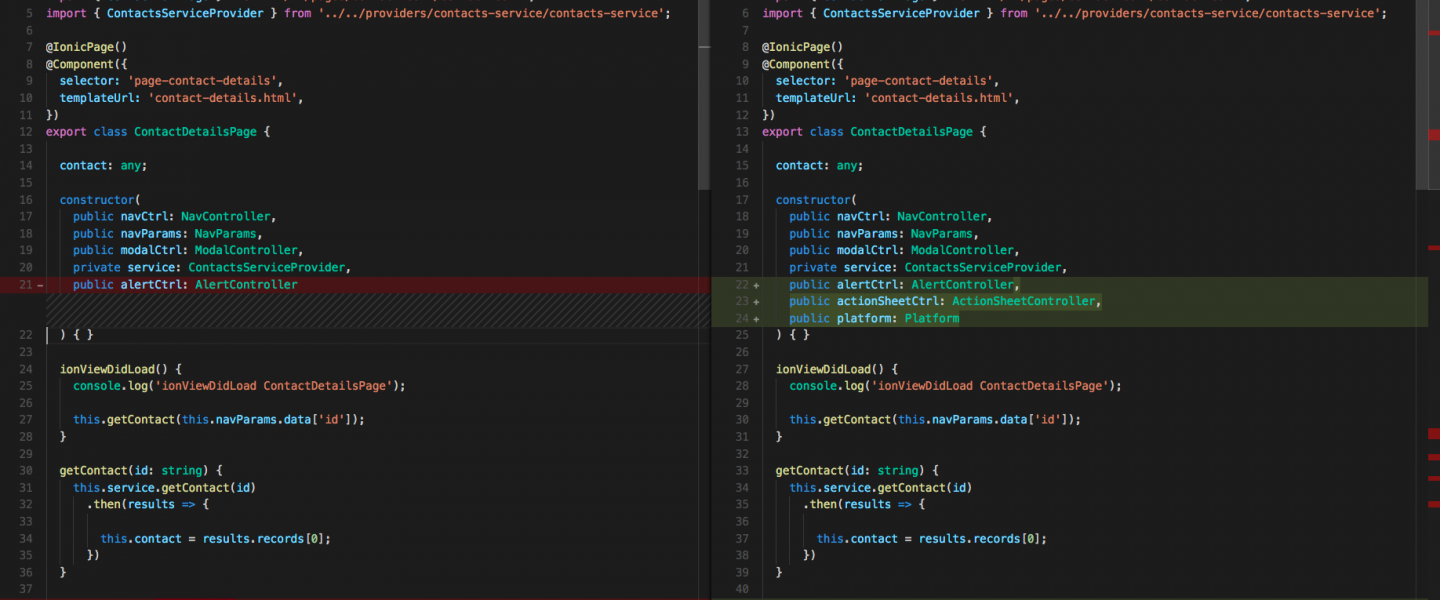 5 import { ContactsServiceProvider } from '../../providers/contacts-service/contacts-service';
6
7 @IonicPage()
8 @Component({
9 selector: 'page-contact-details',
10 templateUrl: 'contact-details.html',
11 })
12 export class ContactDetailsPage {
13
14 contact: any;
15
16 constructor(
17 public navCtrl: NavController,
18 public navParams: NavParams,
19 public modalCtrl: ModalController,
20 private service: ContactsServiceProvider,
21 - public alertCtrl: AlertController
22 ) { }
23
24 ionViewDidLoad() {
25 console.log('ionViewDidLoad ContactDetailsPage');
26
27 this.getContact(this.navParams.data['id']);
28 }
29
30 getContact(id: string) {
31 this.service.getContact(id)
32 .then(results => {
33
34 this.contact = results.records[0];
35 })
36 }
37
6 import { ContactsServiceProvider } from '../../providers/contacts-service/contacts-service';
7
8 @IonicPage()
9 @Component({
10 selector: 'page-contact-details',
11 templateUrl: 'contact-details.html',
12 })
13 export class ContactDetailsPage {
14
15 contact: any;
16
17 constructor(
18 public navCtrl: NavController,
19 public navParams: NavParams,
20 public modalCtrl: ModalController,
21 private service: ContactsServiceProvider,
22 + public alertCtrl: AlertController,
23 + public actionSheetCtrl: ActionSheetController,
24 + public platform: Platform
25 ) { }
26
27 ionViewDidLoad() {
28 console.log('ionViewDidLoad ContactDetailsPage');
29
30 this.getContact(this.navParams.data['id']);
31 }
32
33 getContact(id: string) {
34 this.service.getContact(id)
35 .then(results => {
36
37 this.contact = results.records[0];
38 })
39 }
40